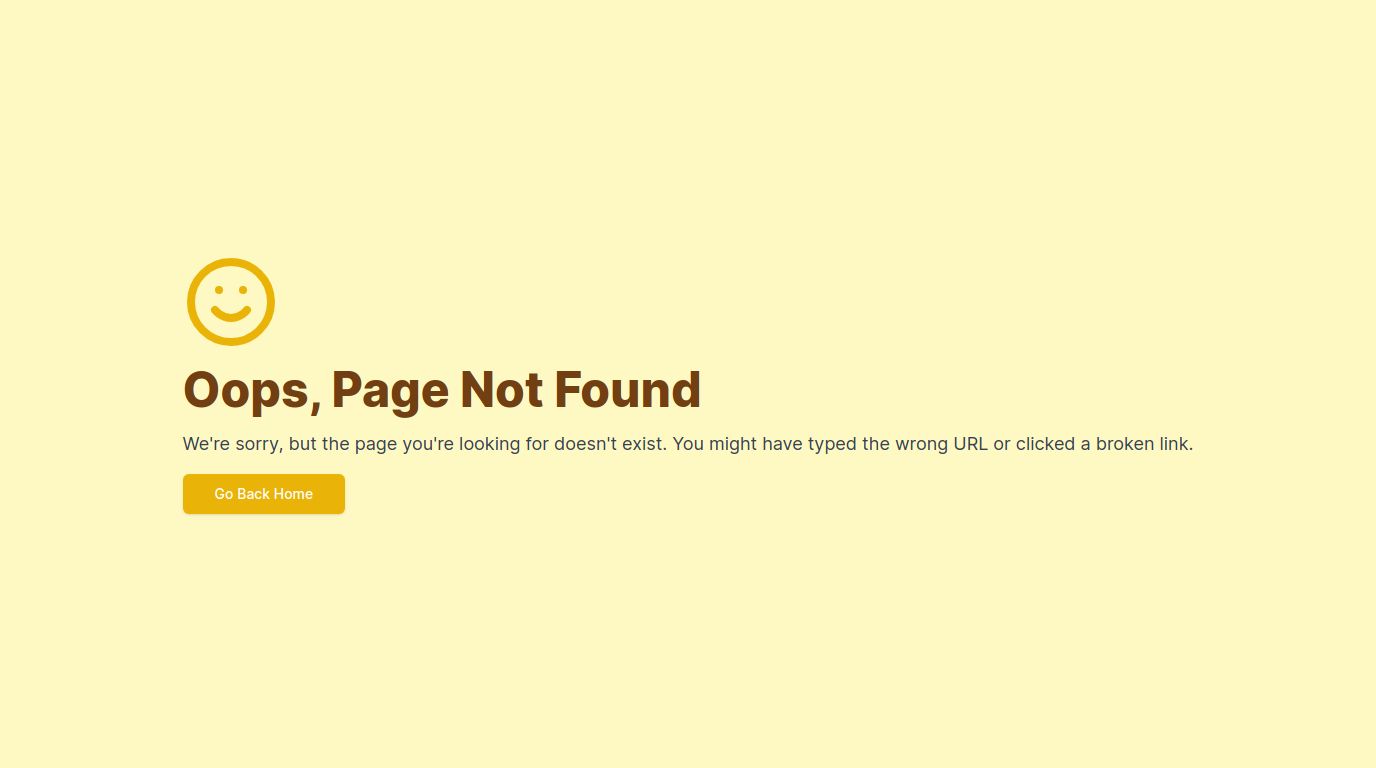 Oops, Page Not Found
We're sorry, but the page you're looking for doesn't exist. You might have typed the wrong URL or clicked a broken link.
Go Back Home